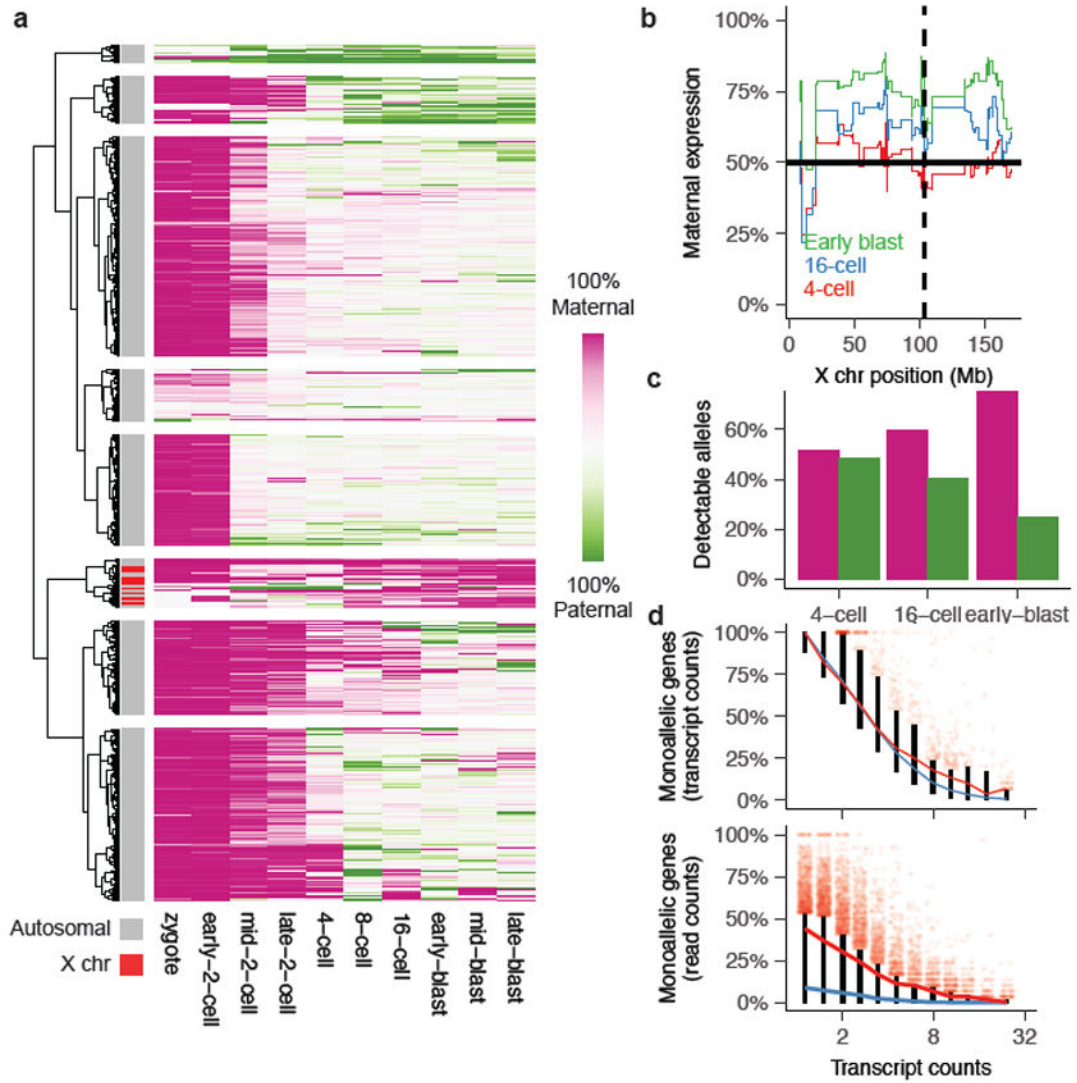 a
100%
Maternal
100%
Paternal
Autosomal
X chr
zygote
early–2–cell
mid–2–cell
late–2–cell
4–cell
8–cell
16–cell
early–blast
mid–blast
late–blast
b
Maternal expression
100%
75%
50%
25%
0%
Early blast
16-cell
4-cell
0
50
100
150
X chr position (Mb)
c
Detectable alleles
60%
40%
20%
0%
4–cell
16–cell
early–blast
d
Monoallelic genes
(transcript counts)
100%
75%
50%
25%
0%
Monoallelic genes
(read counts)
100%
75%
50%
25%
0%
2
8
32
Transcript counts